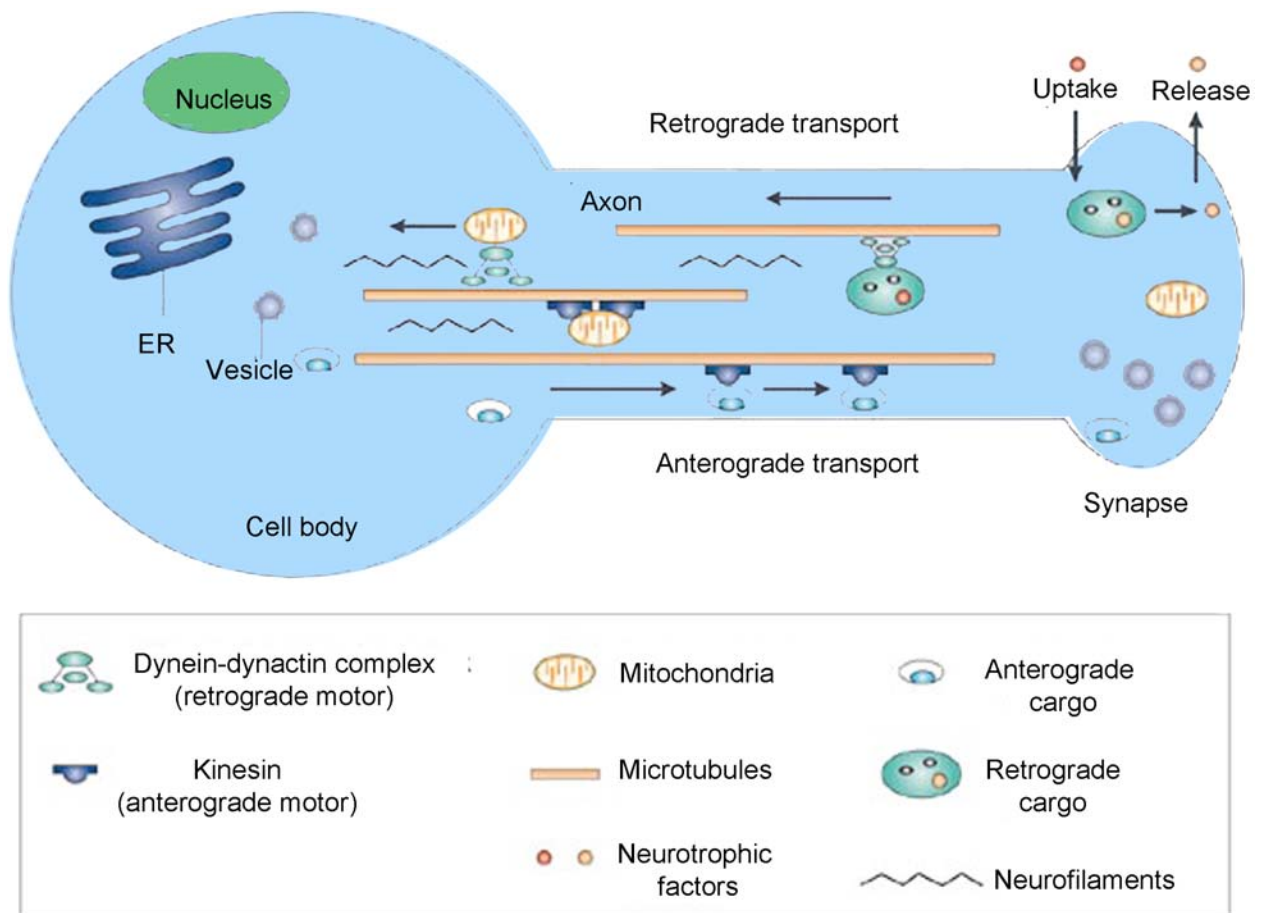 Nucleus
Uptake
Release
Retrograde transport
Axon
ER
Vesicle
Anterograde transport
Synapse
Cell body
Dynein-dynactin complex
(retrograde motor)
Mitochondria
Anterograde
cargo
Kinesin
(anterograde motor)
Microtubules
Retrograde
cargo
Neurotrophic
factors
Neurofilaments